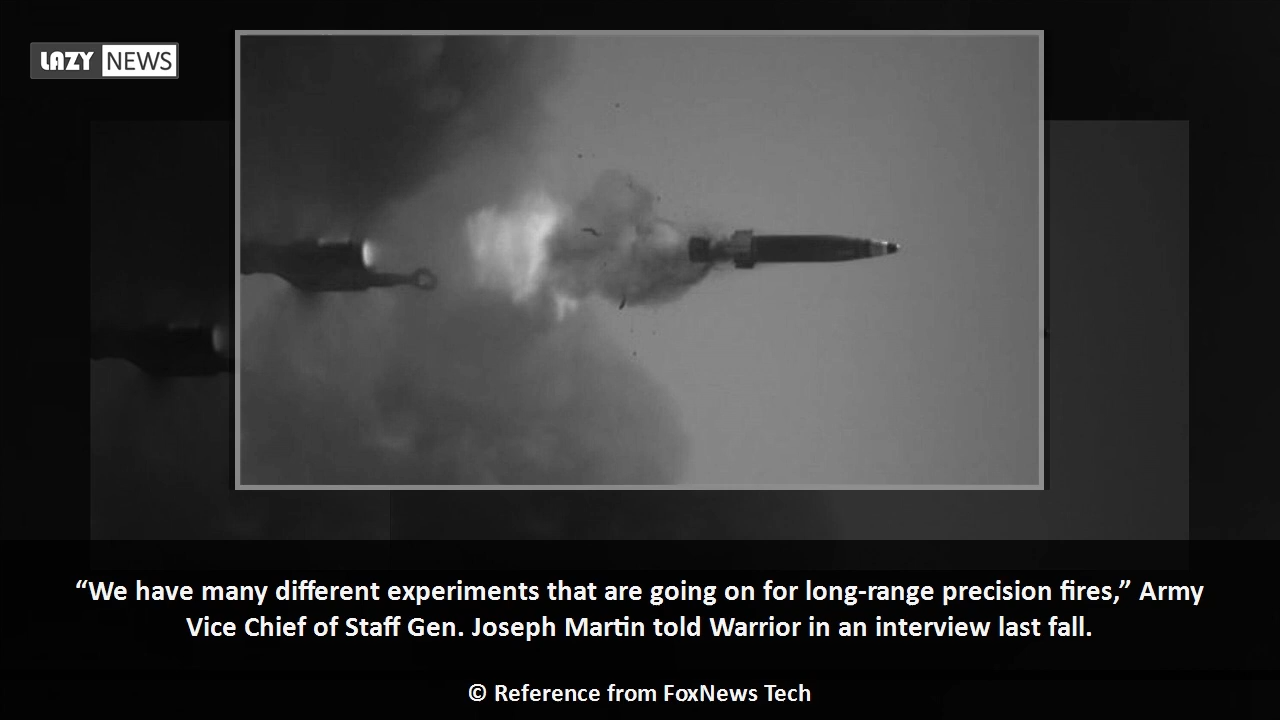 LAZY NEWS
“We have many different experiments that are going on for long-range precision fires,” Army
Vice Chief of Staff Gen. Joseph Martin told Warrior in an interview last fall.
© Reference from FoxNews Tech